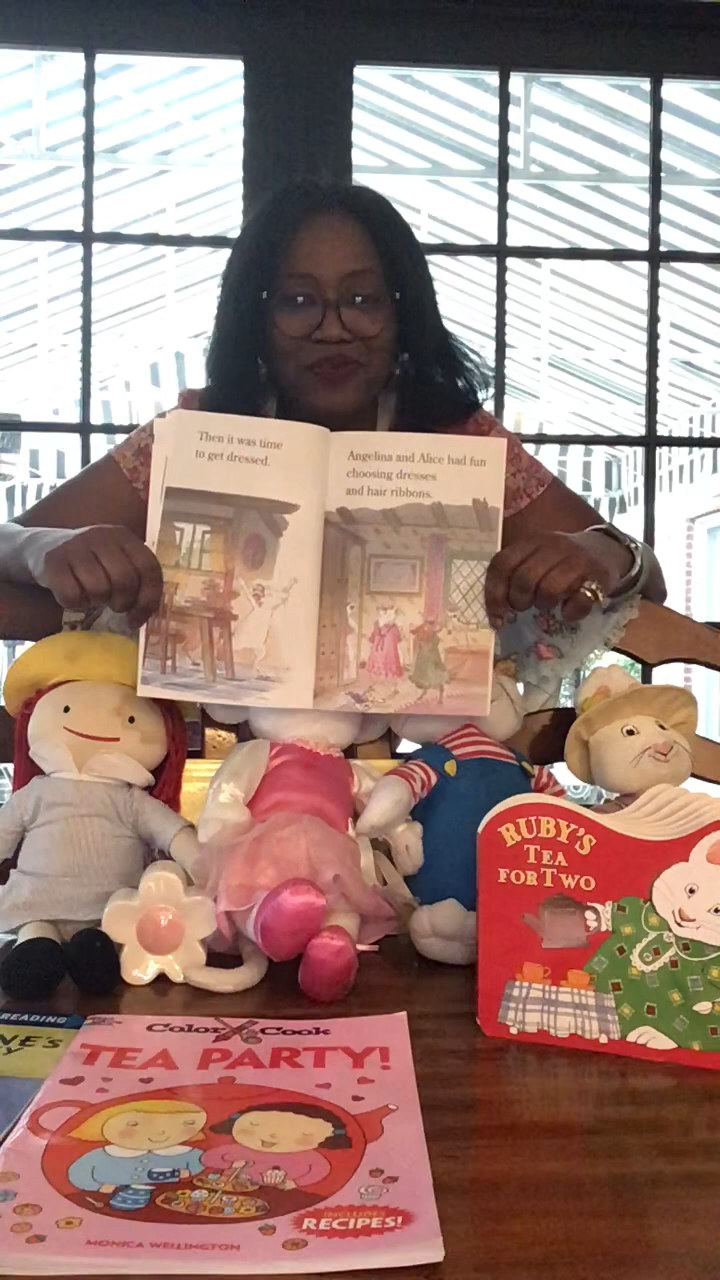 Then it was time
to get dressed.
Angelina and Alice had fun
choosing dresses
and hair ribbons.
RUBY'S
TEA
FOR TWO
READING
NE'S
Color Cook
TEA PARTY!
INCLUDES
RECIPES!
MONICA WELLINGTON